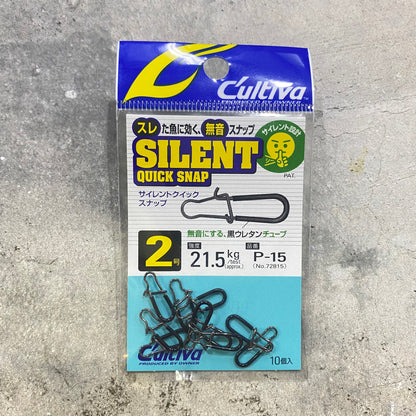 C'ultiva
PRODUCED BY OWNER
スレた魚に効く、無音スナップ
サイレント設計
SILENT
QUICK SNAP
PAT.
サイレントクイック
スナップ
無音にする、黒ウレタンチューブ
2号
強度
21.5kg/test
(approx.)
品番
P-15
(No.72815)
C'ultiva
PRODUCED BY OWNER
10個入